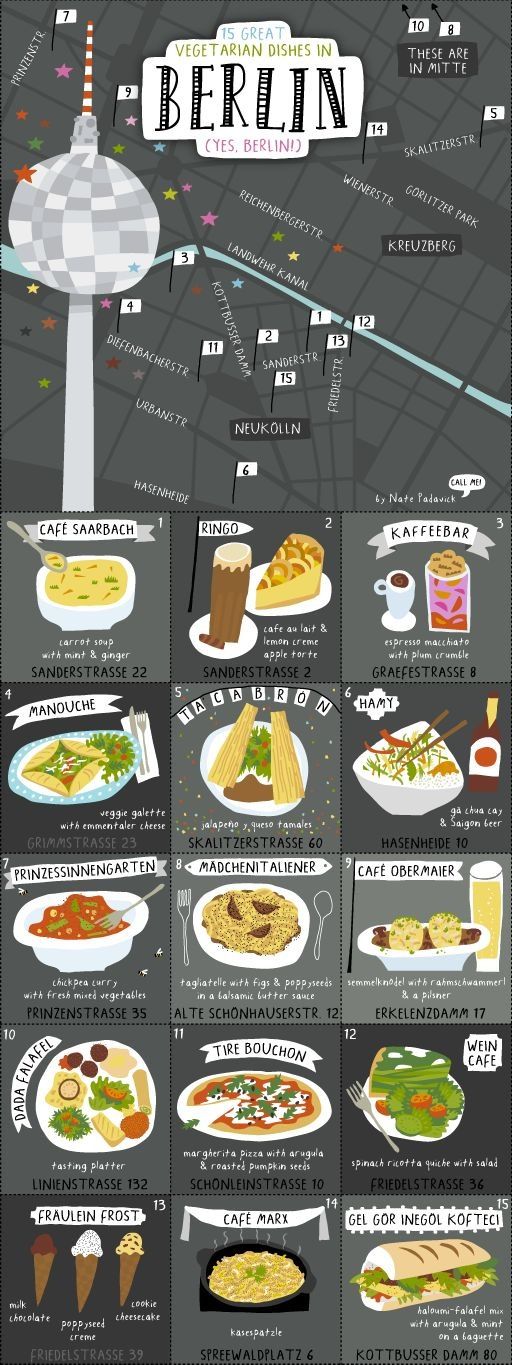 15 GREAT
VEGETARIAN DISHES IN
BERLIN
(YES, BERLIN!)
7
10
8
THESE ARE
IN MITTE
PRINZENSTR.
9
5
14
SKALITZERSTR
WIENERSTR.
GÖRLITZER PARK
REICHENBERGERSTR.
KREUZBERG
LANDWEHR KANAL
3
KOTTBUSSER DAMM
4
1
12
2
13
DIEFENBACHERSTR.
11
SANDERSTR.
15
FRIEDELSTR.
URBANSTR
NEUKÖLLN
6
HASENHEIDE
CALL ME!
by Nate Padavick
1
CAFÉ SAARBACH
carrot soup
with mint & ginger
SANDERSTRASSE 22
2
RINGO
cafe au lait &
lemon creme
apple torte
SANDERSTRASSE 2
3
KAFFEEBAR
espresso macchiato
with plum crumble
GRAEFESTRASSE 8
4
MANOUCHE
veggie galette
with emmentaler cheese
GRIMMSTRASSE 23
5
TACABRÓN
jalapeño y queso tamales
SKALITZERSTRASSE 60
6
HAMY
gà chua cay
& Saigon beer
HASENHEIDE 10
7
PRINZESSINNENGARTEN
chickpea curry
with fresh mixed vegetables
PRINZENSTRASSE 35
8
MÄDCHENITALIENER
tagliatelle with figs & poppyseeds
in a balsamic butter sauce
ALTE SCHÖNHAUSERSTR. 12
9
CAFÉ OBERMAIER
semmelknödel with rahmschwammerl
& a pilsner
ERKELENZDAMM 17
10
DADA FALAFEL
tasting platter
LINIENSTRASSE 132
11
TIRE BOUCHON
margherita pizza with arugula
& roasted pumpkin seeds
SCHÖNLEINSTRASSE 10
12
WEIN
CAFE
spinach ricotta quiche with salad
FRIEDELSTRASSE 36
13
FRAULEIN FROST
milk
chocolate
poppyseed
creme
cookie
cheesecake
FRIEDELSTRASSE 39
14
CAFÉ MARX
kasespatzle
SPREEWALDPLATZ 6
15
GEL GÖR INEGÖL KÖFTECI
haloumi-falafel mix
with arugula & mint
on a baguette
KOTTBUSSER DAMM 80